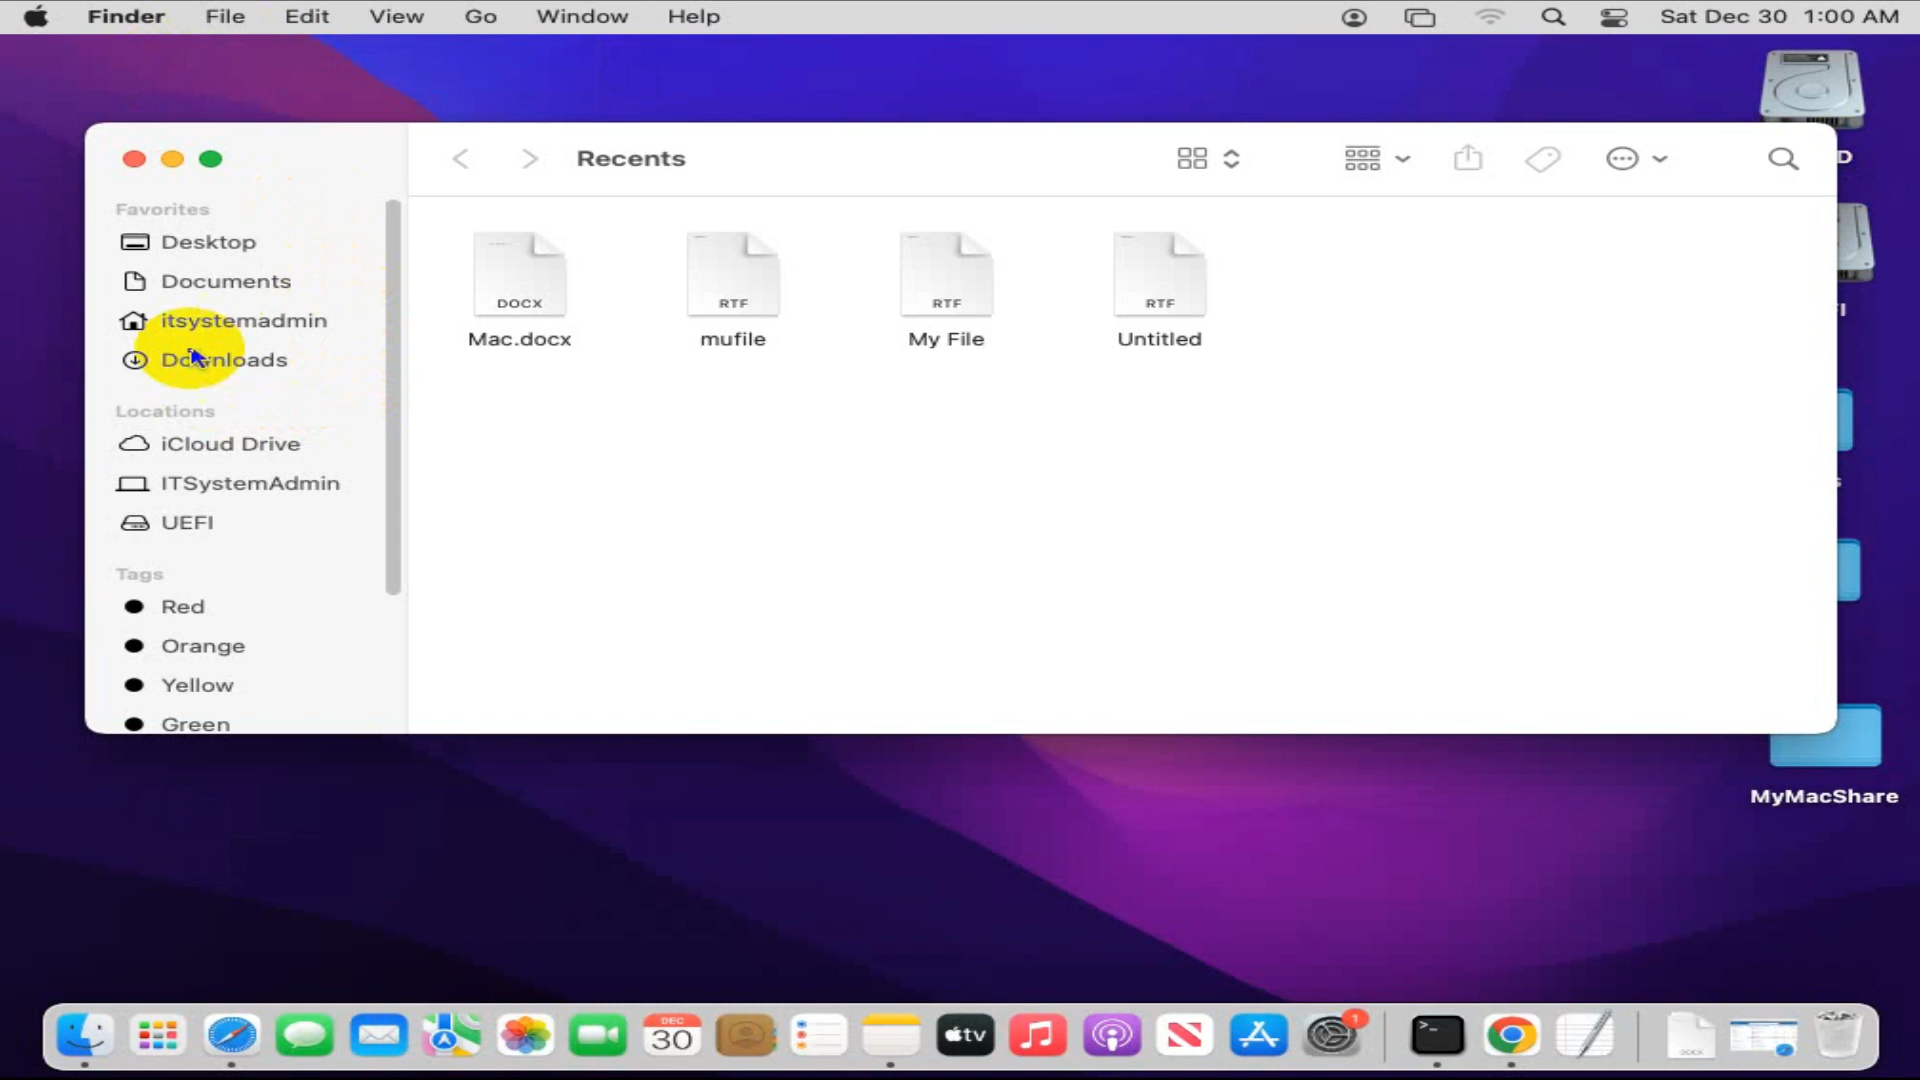 Finder File Edit View Go Window Help Sat Dec 30 1:00 AM
Recents
D
Favorites
Desktop
Documents
itsystemadmin
Downloads
DOCX RTF RTF RTF
Mac.docx mufile My File Untitled
Locations
iCloud Drive
ITSystemAdmin
UEFI
Tags
Red
Orange
Yellow
Green
MyMacShare
DEC
30
tv
1
>_
DOCX